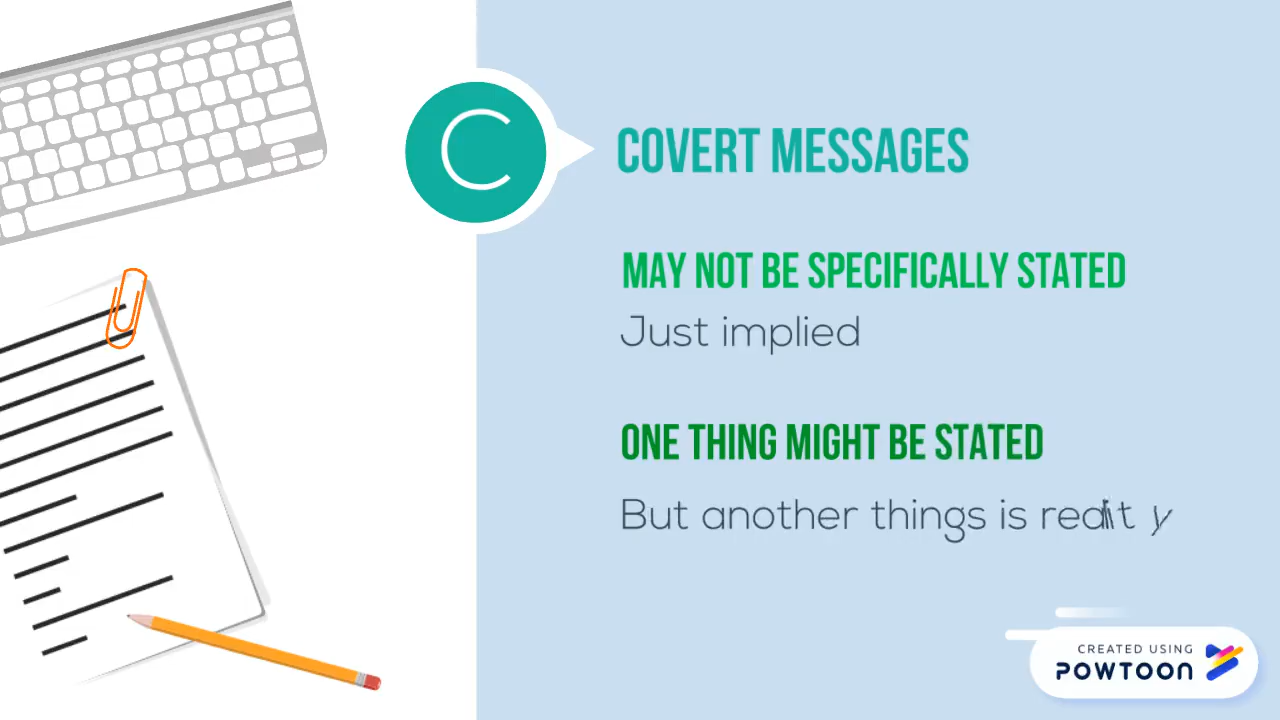 C
COVERT MESSAGES
MAY NOT BE SPECIFICALLY STATED
Just implied
ONE THING MIGHT BE STATED
But another things is reality
CREATED USING
POWTOON